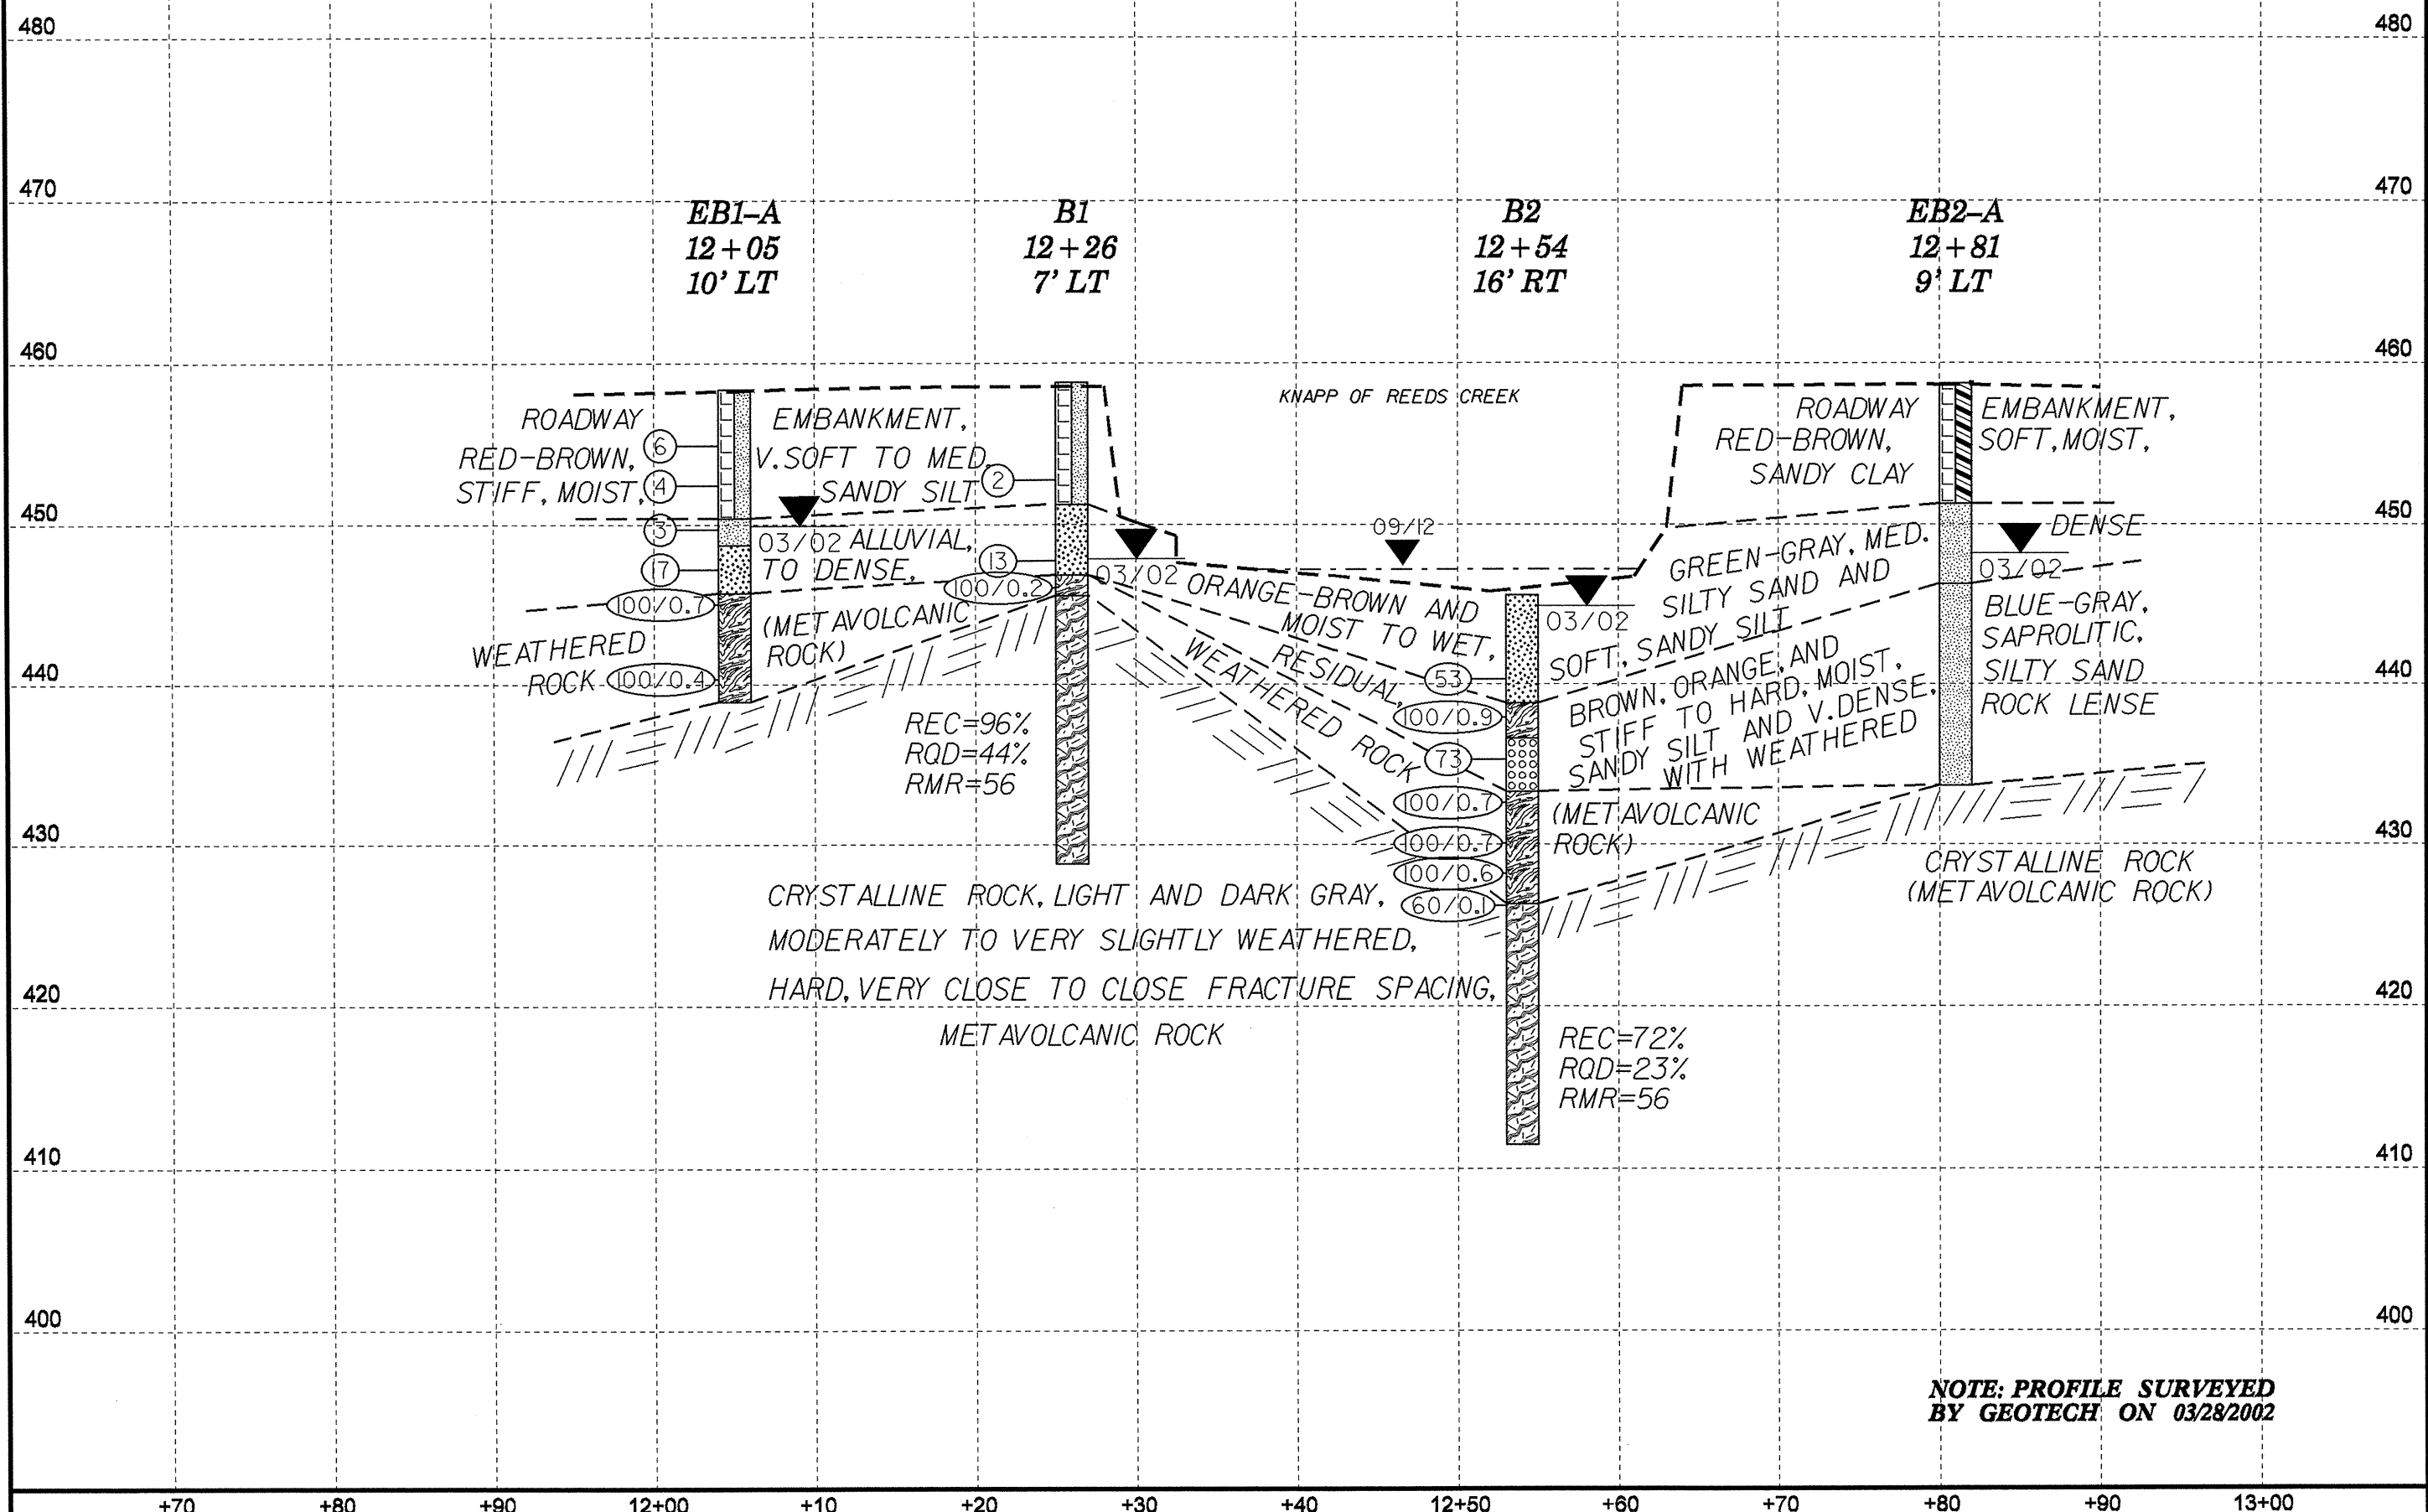 480 480
470 470
EB1-A
12+05
10' LT
B1
12+26
7' LT
B2
12+54
16' RT
EB2-A
12+81
9' LT
460 460
KNAPP OF REEDS CREEK
ROADWAY EMBANKMENT,
6
RED-BROWN, V.SOFT TO MED.
STIFF, MOIST, SANDY SILT
4
2
ROADWAY EMBANKMENT,
RED-BROWN, SOFT, MOIST,
SANDY CLAY
450 450
3
03/02 ALLUVIAL,
17
TO DENSE,
13
03/02
09/12
100/0.7
100/0.2
ORANGE-BROWN AND
MOIST TO WET,
03/02
GREEN-GRAY, MED. DENSE
SILTY SAND AND
SOFT, SANDY SILT
03/02
WEATHERED (METAVOLCANIC
ROCK ROCK)
100/0.4
RESIDUAL,
WEATHERED ROCK
BROWN, ORANGE, AND BLUE-GRAY,
STIFF TO HARD, MOIST, SAPROLITIC,
SANDY SILT AND V.DENSE, SILTY SAND
WITH WEATHERED ROCK LENSE
440 440
53
100/0.9
73
100/0.7
100/0.7
100/0.6
60/0.1
REC=96%
RQD=44%
RMR=56
(METAVOLCANIC
ROCK)
430 430
CRYSTALLINE ROCK
(METAVOLCANIC ROCK)
CRYSTALLINE ROCK, LIGHT AND DARK GRAY,
MODERATELY TO VERY SLIGHTLY WEATHERED,
HARD, VERY CLOSE TO CLOSE FRACTURE SPACING,
METAVOLCANIC ROCK
420 420
REC=72%
RQD=23%
RMR=56
410 410
400 400
NOTE: PROFILE SURVEYED
BY GEOTECH ON 03/28/2002
+70 +80 +90 12+00 +10 +20 +30 +40 12+50 +60 +70 +80 +90 13+00